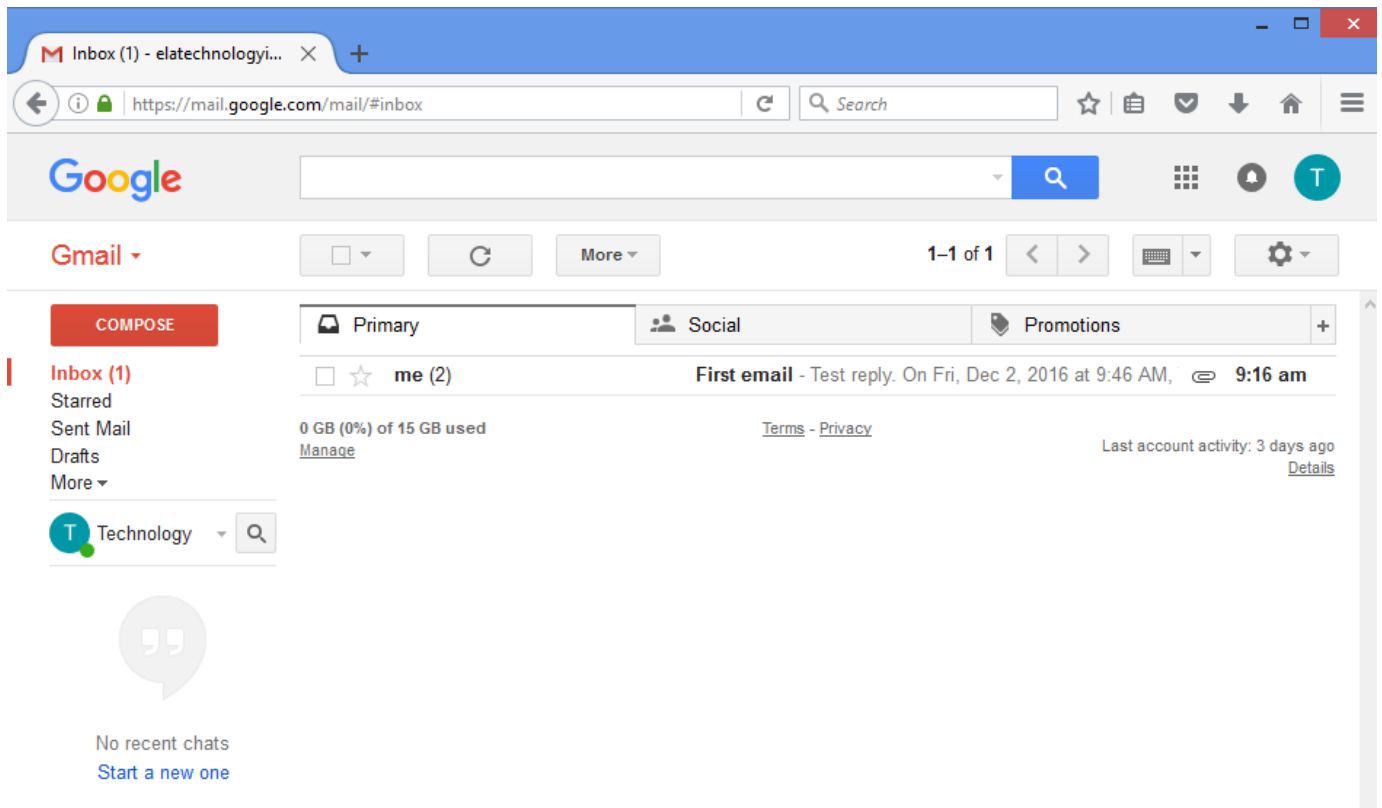 Inbox (1) - elatechnologyi...
https://mail.google.com/mail/#inbox
Search
Google
T
Gmail
More
1–1 of 1
COMPOSE
Primary
Social
Promotions
+
Inbox (1)
me (2)
First email - Test reply. On Fri, Dec 2, 2016 at 9:46 AM,
9:16 am
Starred
Sent Mail
Drafts
More
0 GB (0%) of 15 GB used
Manage
Terms - Privacy
Last account activity: 3 days ago
Details
T
Technology
No recent chats
Start a new one